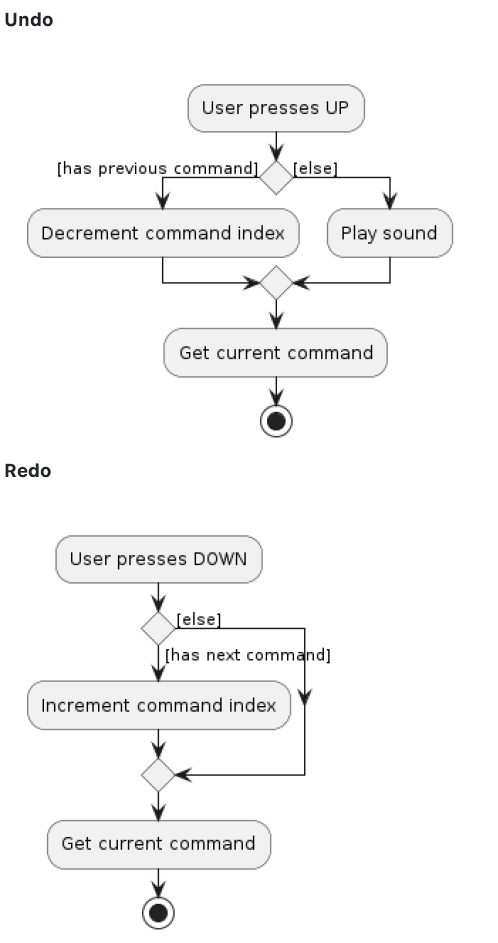 Undo
User presses UP
[has previous command]
[else]
Decrement command index
Play sound
Get current command
Redo
User presses DOWN
[else]
[has next command]
Increment command index
Get current command